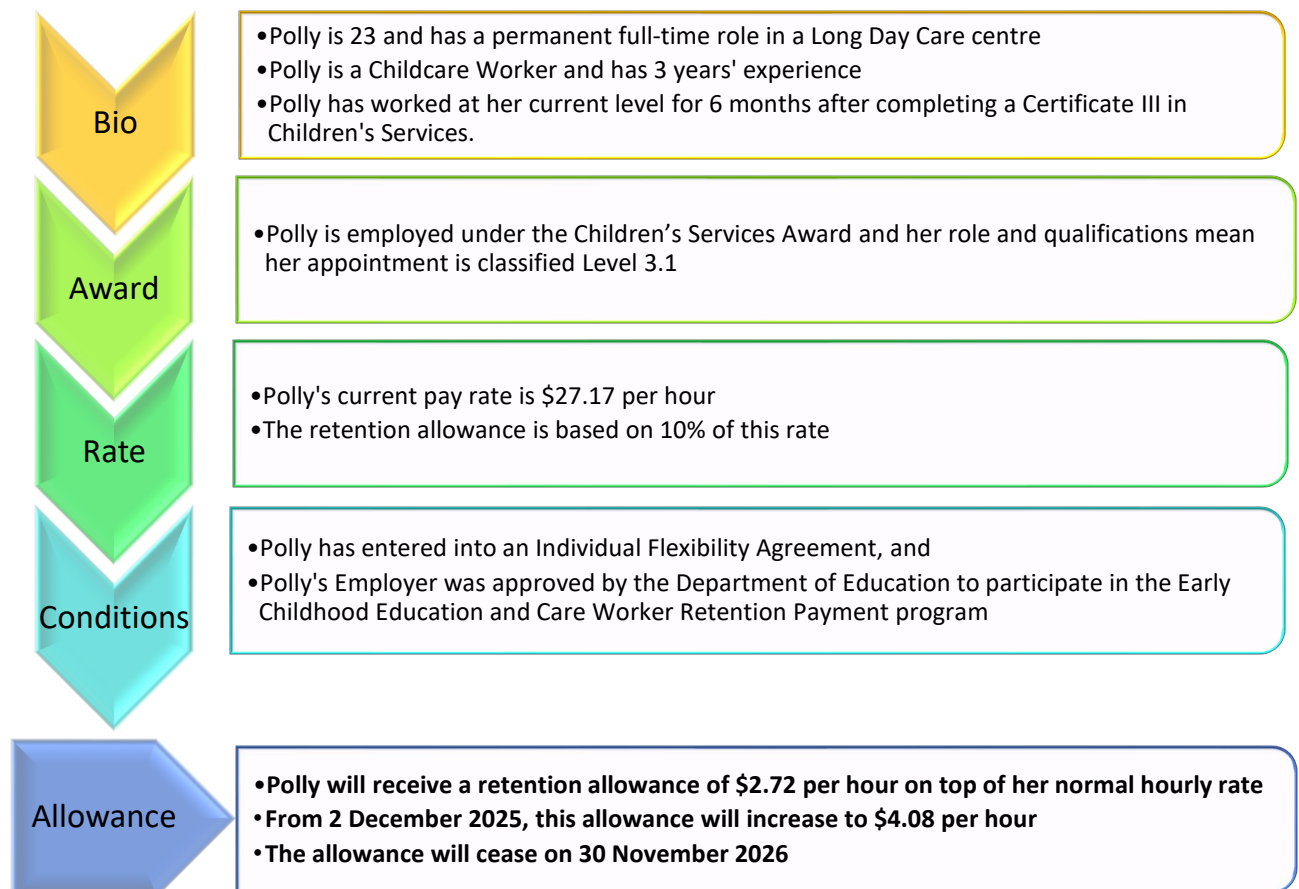 Bio
•Polly is 23 and has a permanent full-time role in a Long Day Care centre
•Polly is a Childcare Worker and has 3 years' experience
•Polly has worked at her current level for 6 months after completing a Certificate III in
Children's Services.
Award
•Polly is employed under the Children’s Services Award and her role and qualifications mean
her appointment is classified Level 3.1
Rate
•Polly's current pay rate is $27.17 per hour
•The retention allowance is based on 10% of this rate
Conditions
•Polly has entered into an Individual Flexibility Agreement, and
•Polly's Employer was approved by the Department of Education to participate in the Early
Childhood Education and Care Worker Retention Payment program
Allowance
•Polly will receive a retention allowance of $2.72 per hour on top of her normal hourly rate
•From 2 December 2025, this allowance will increase to $4.08 per hour
•The allowance will cease on 30 November 2026